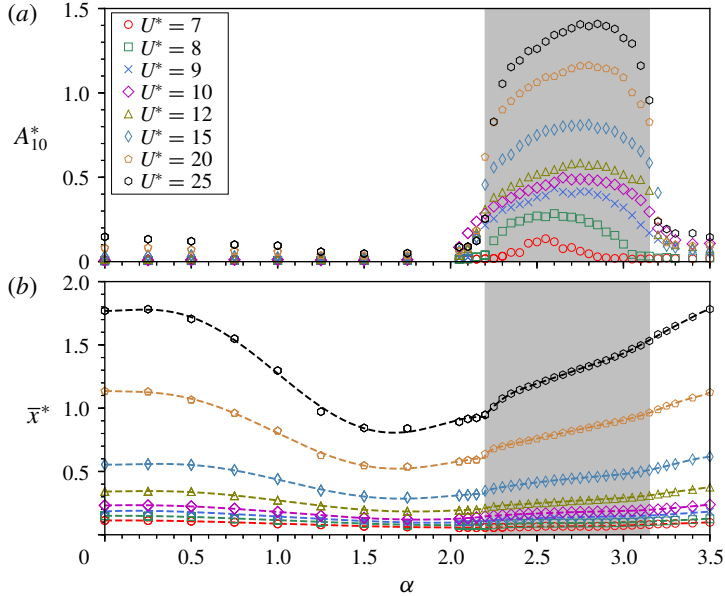 (a)
1.5
1.0
0.5
0
A*10
U* = 7
U* = 8
U* = 9
U* = 10
U* = 12
U* = 15
U* = 20
U* = 25
(b)
2.0
1.5
1.0
0.5
x̅*
0 0.5 1.0 1.5 2.0 2.5 3.0 3.5
α